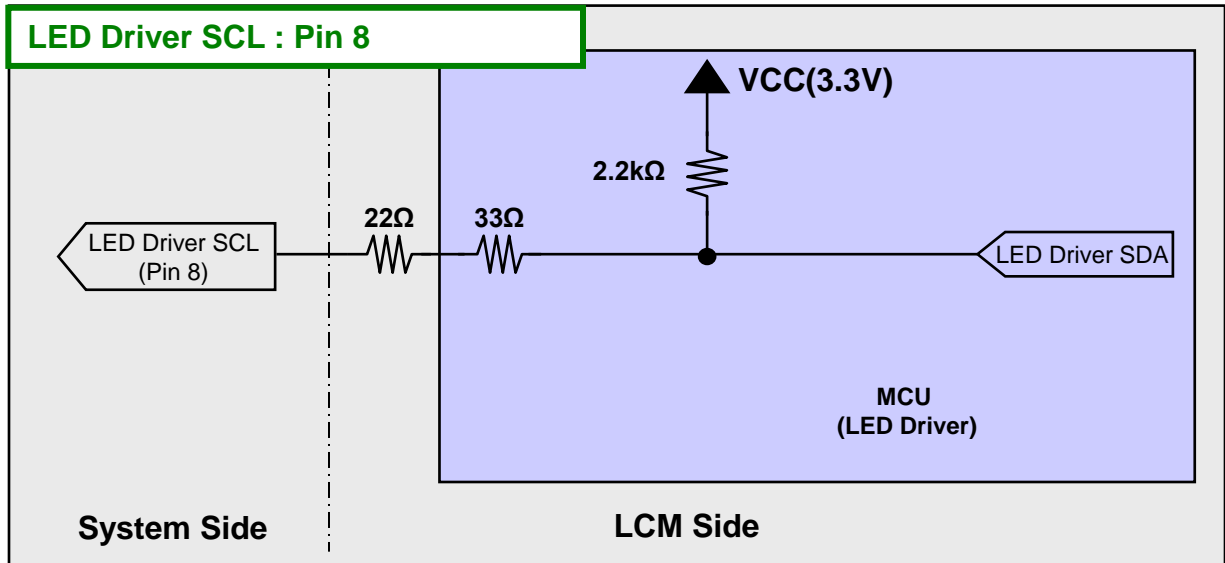 LED Driver SCL : Pin 8
VCC(3.3V)
2.2kΩ
22Ω
33Ω
LED Driver SCL
(Pin 8)
LED Driver SDA
MCU
(LED Driver)
System Side
LCM Side